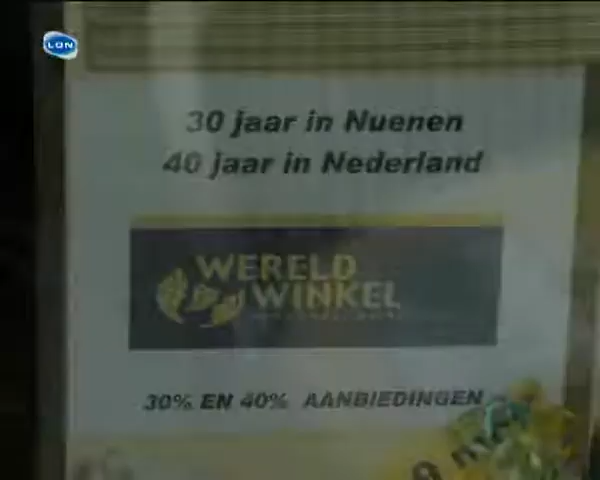 LON
30 jaar in Nuenen
40 jaar in Nederland
WERELD
WINKEL
30% EN 40% AANBIEDINGEN